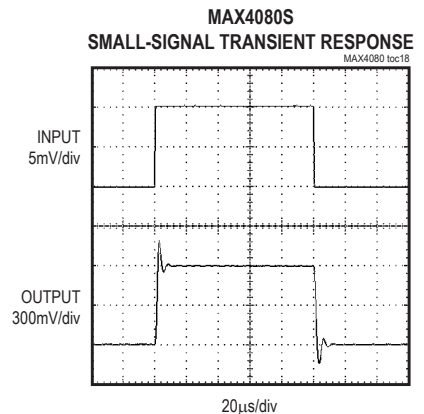 MAX4080S
SMALL-SIGNAL TRANSIENT RESPONSE
MAX4080 toc18
INPUT
5mV/div
OUTPUT
300mV/div
20μs/div